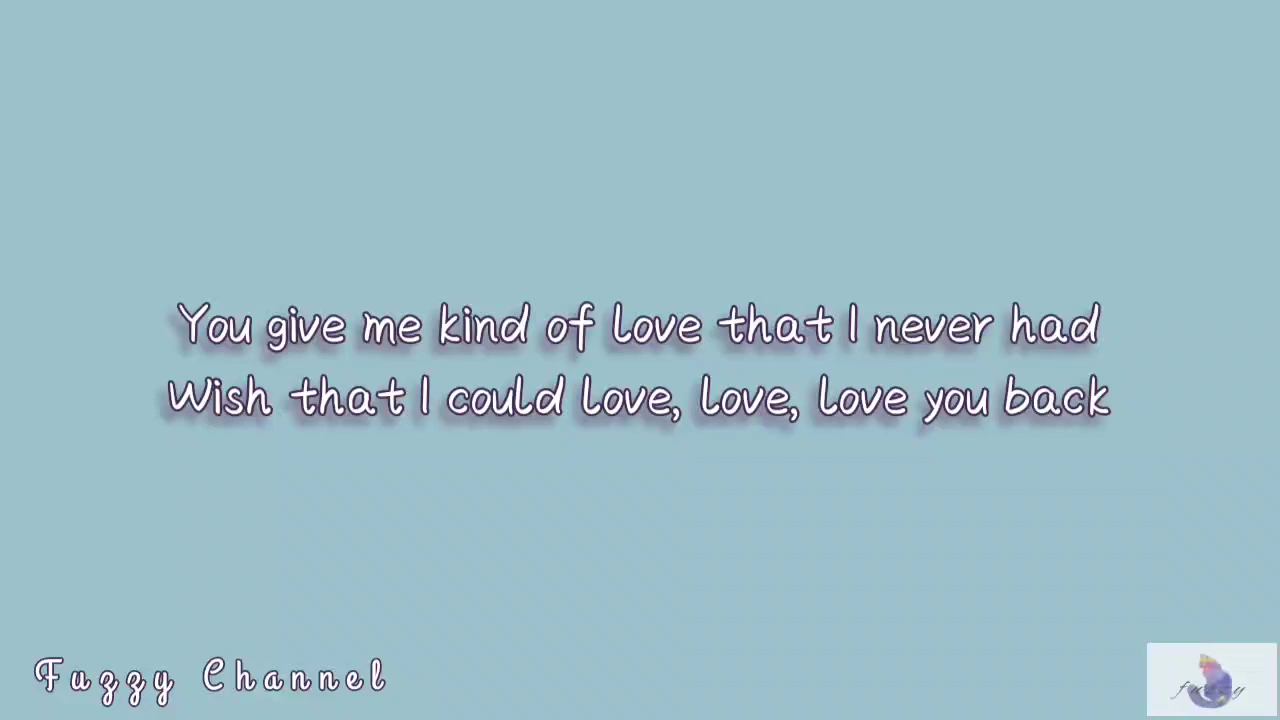 You give me kind of love that I never had
Wish that I could love, love, love you back
Fuzzy Channel
fuzzy